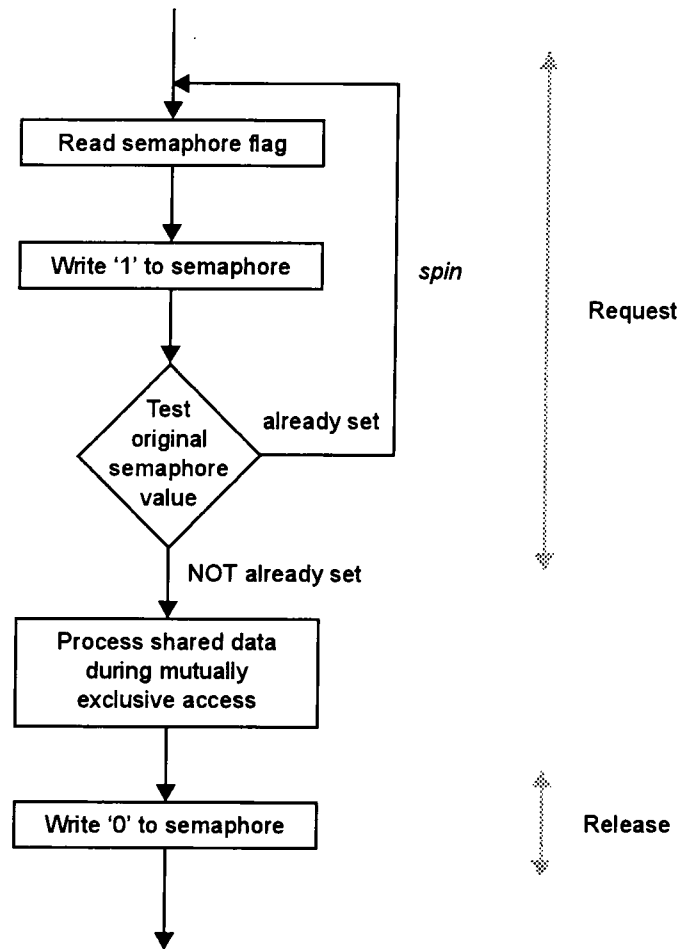 Read semaphore flag
Write ‘1’ to semaphore
spin
Request
Test
original
semaphore
value
already set
NOT already set
Process shared data
during mutually
exclusive access
Write ‘0’ to semaphore
Release